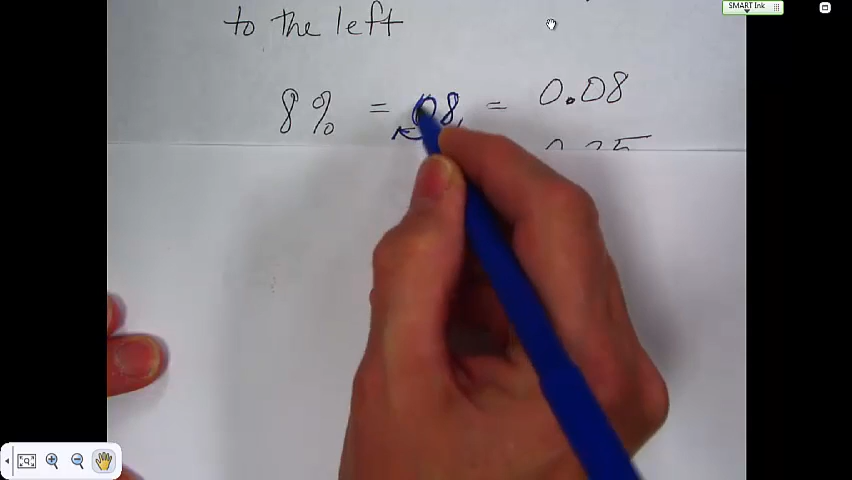 SMART Ink
to the left
8% = 08. = 0.08